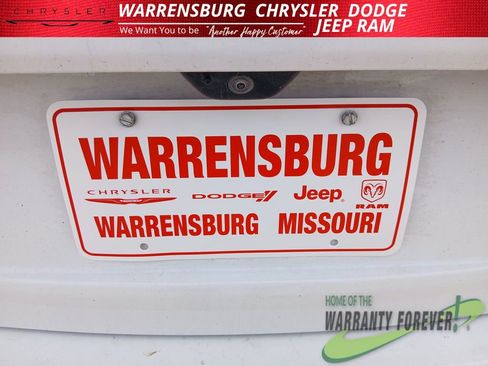 CHRYSLER
WARRENSBURG CHRYSLER DODGE
JEEP RAM
We Want You to be "Another Happy Customer"
WARRENSBURG
CHRYSLER DODGE Jeep RAM
WARRENSBURG MISSOURI
HOME OF THE
WARRANTY FOREVER!